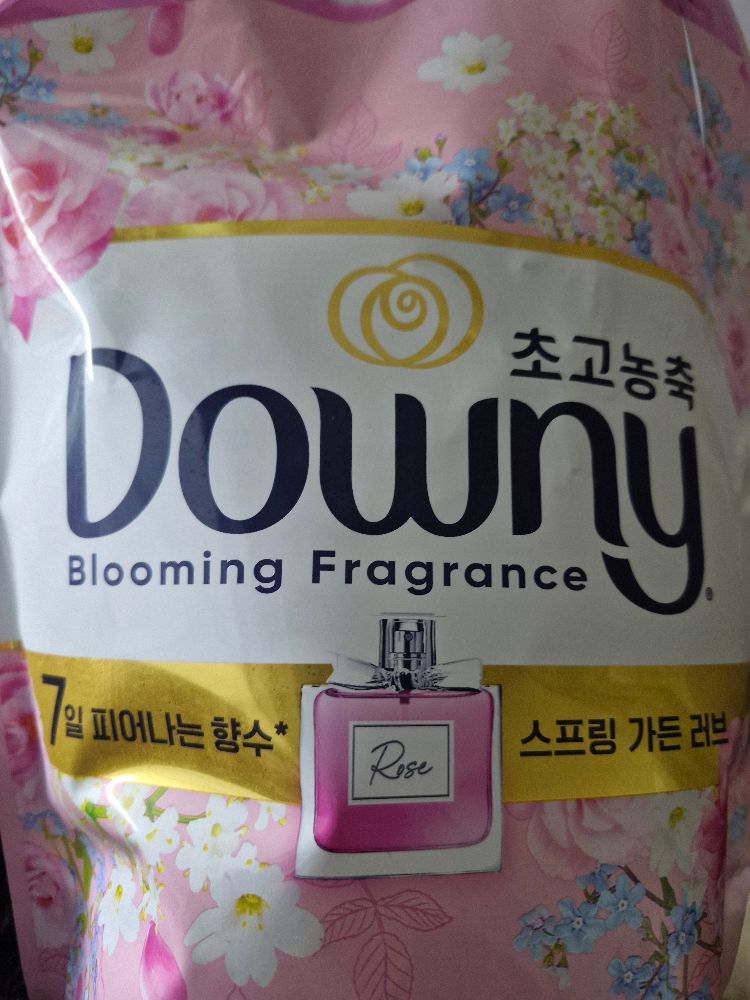 초고농축
Downy®
Blooming Fragrance
7일 피어나는 향수*
Rose
스프링 가든 러브